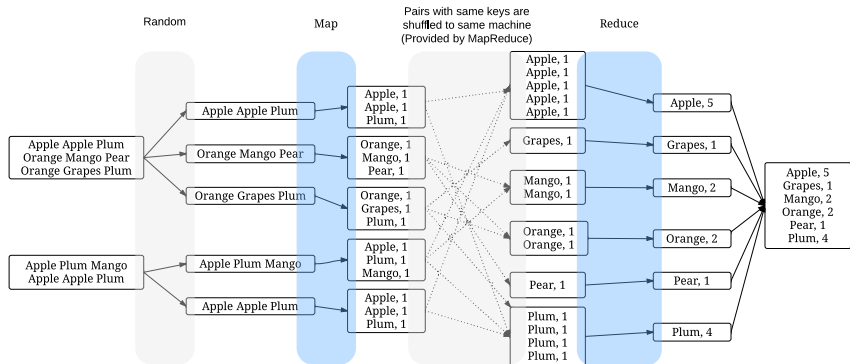 Random
Map
Pairs with same keys are
shuffled to same machine
(Provided by MapReduce)
Reduce
Apple Apple Plum
Orange Mango Pear
Orange Grapes Plum
Apple Plum Mango
Apple Apple Plum
Apple Apple Plum
Orange Mango Pear
Orange Grapes Plum
Apple Plum Mango
Apple Apple Plum
Apple, 1
Apple, 1
Plum, 1
Orange, 1
Mango, 1
Pear, 1
Orange, 1
Grapes, 1
Plum, 1
Apple, 1
Plum, 1
Mango, 1
Apple, 1
Apple, 1
Plum, 1
Apple, 1
Apple, 1
Apple, 1
Apple, 1
Apple, 1
Grapes, 1
Mango, 1
Mango, 1
Orange, 1
Orange, 1
Pear, 1
Plum, 1
Plum, 1
Plum, 1
Plum, 1
Apple, 5
Grapes, 1
Mango, 2
Orange, 2
Pear, 1
Plum, 4
Apple, 5
Grapes, 1
Mango, 2
Orange, 2
Pear, 1
Plum, 4